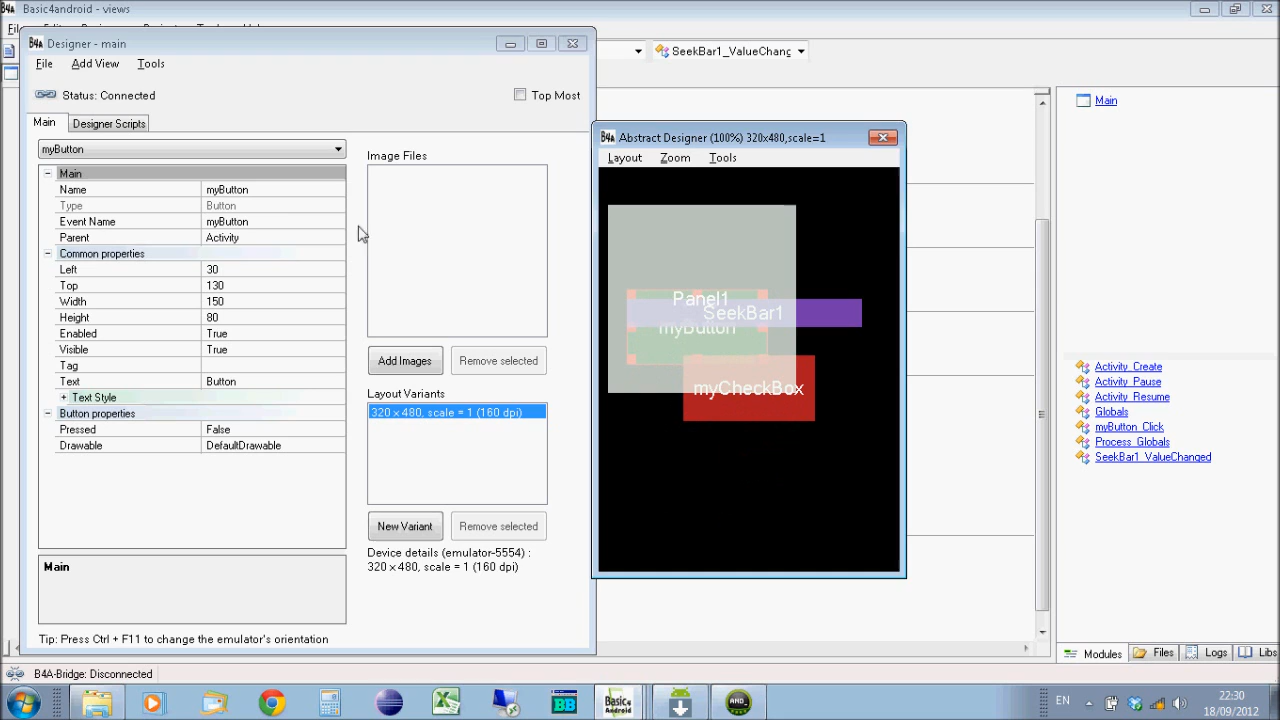 B4A Basic4android - views
Designer - main
SeekBar1_ValueChang
File Add View Tools
Status: Connected
Top Most
Main Designer Scripts
Main
myButton
Image Files
Main
Name myButton
Type Button
Event Name myButton
Parent Activity
Common properties
Left 30
Top 130
Width 150
Height 80
Enabled True
Visible True
Tag
Text Button
Text Style
Button properties
Pressed False
Drawable DefaultDrawable
Add Images Remove selected
Layout Variants
320 x 480, scale = 1 (160 dpi)
New Variant Remove selected
Device details (emulator-5554) :
320 x 480, scale = 1 (160 dpi)
Main
Tip: Press Ctrl + F11 to change the emulator's orientation
B4A Abstract Designer (100%) 320x480,scale=1
Layout Zoom Tools
Panel1
SeekBar1
myButton
myCheckBox
Activity_Create
Activity_Pause
Activity_Resume
Globals
myButton_Click
Process_Globals
SeekBar1_ValueChanged
Modules Files Logs Libs
B4A-Bridge: Disconnected
BB
Basic4
Android
EN
22:30
18/09/2012